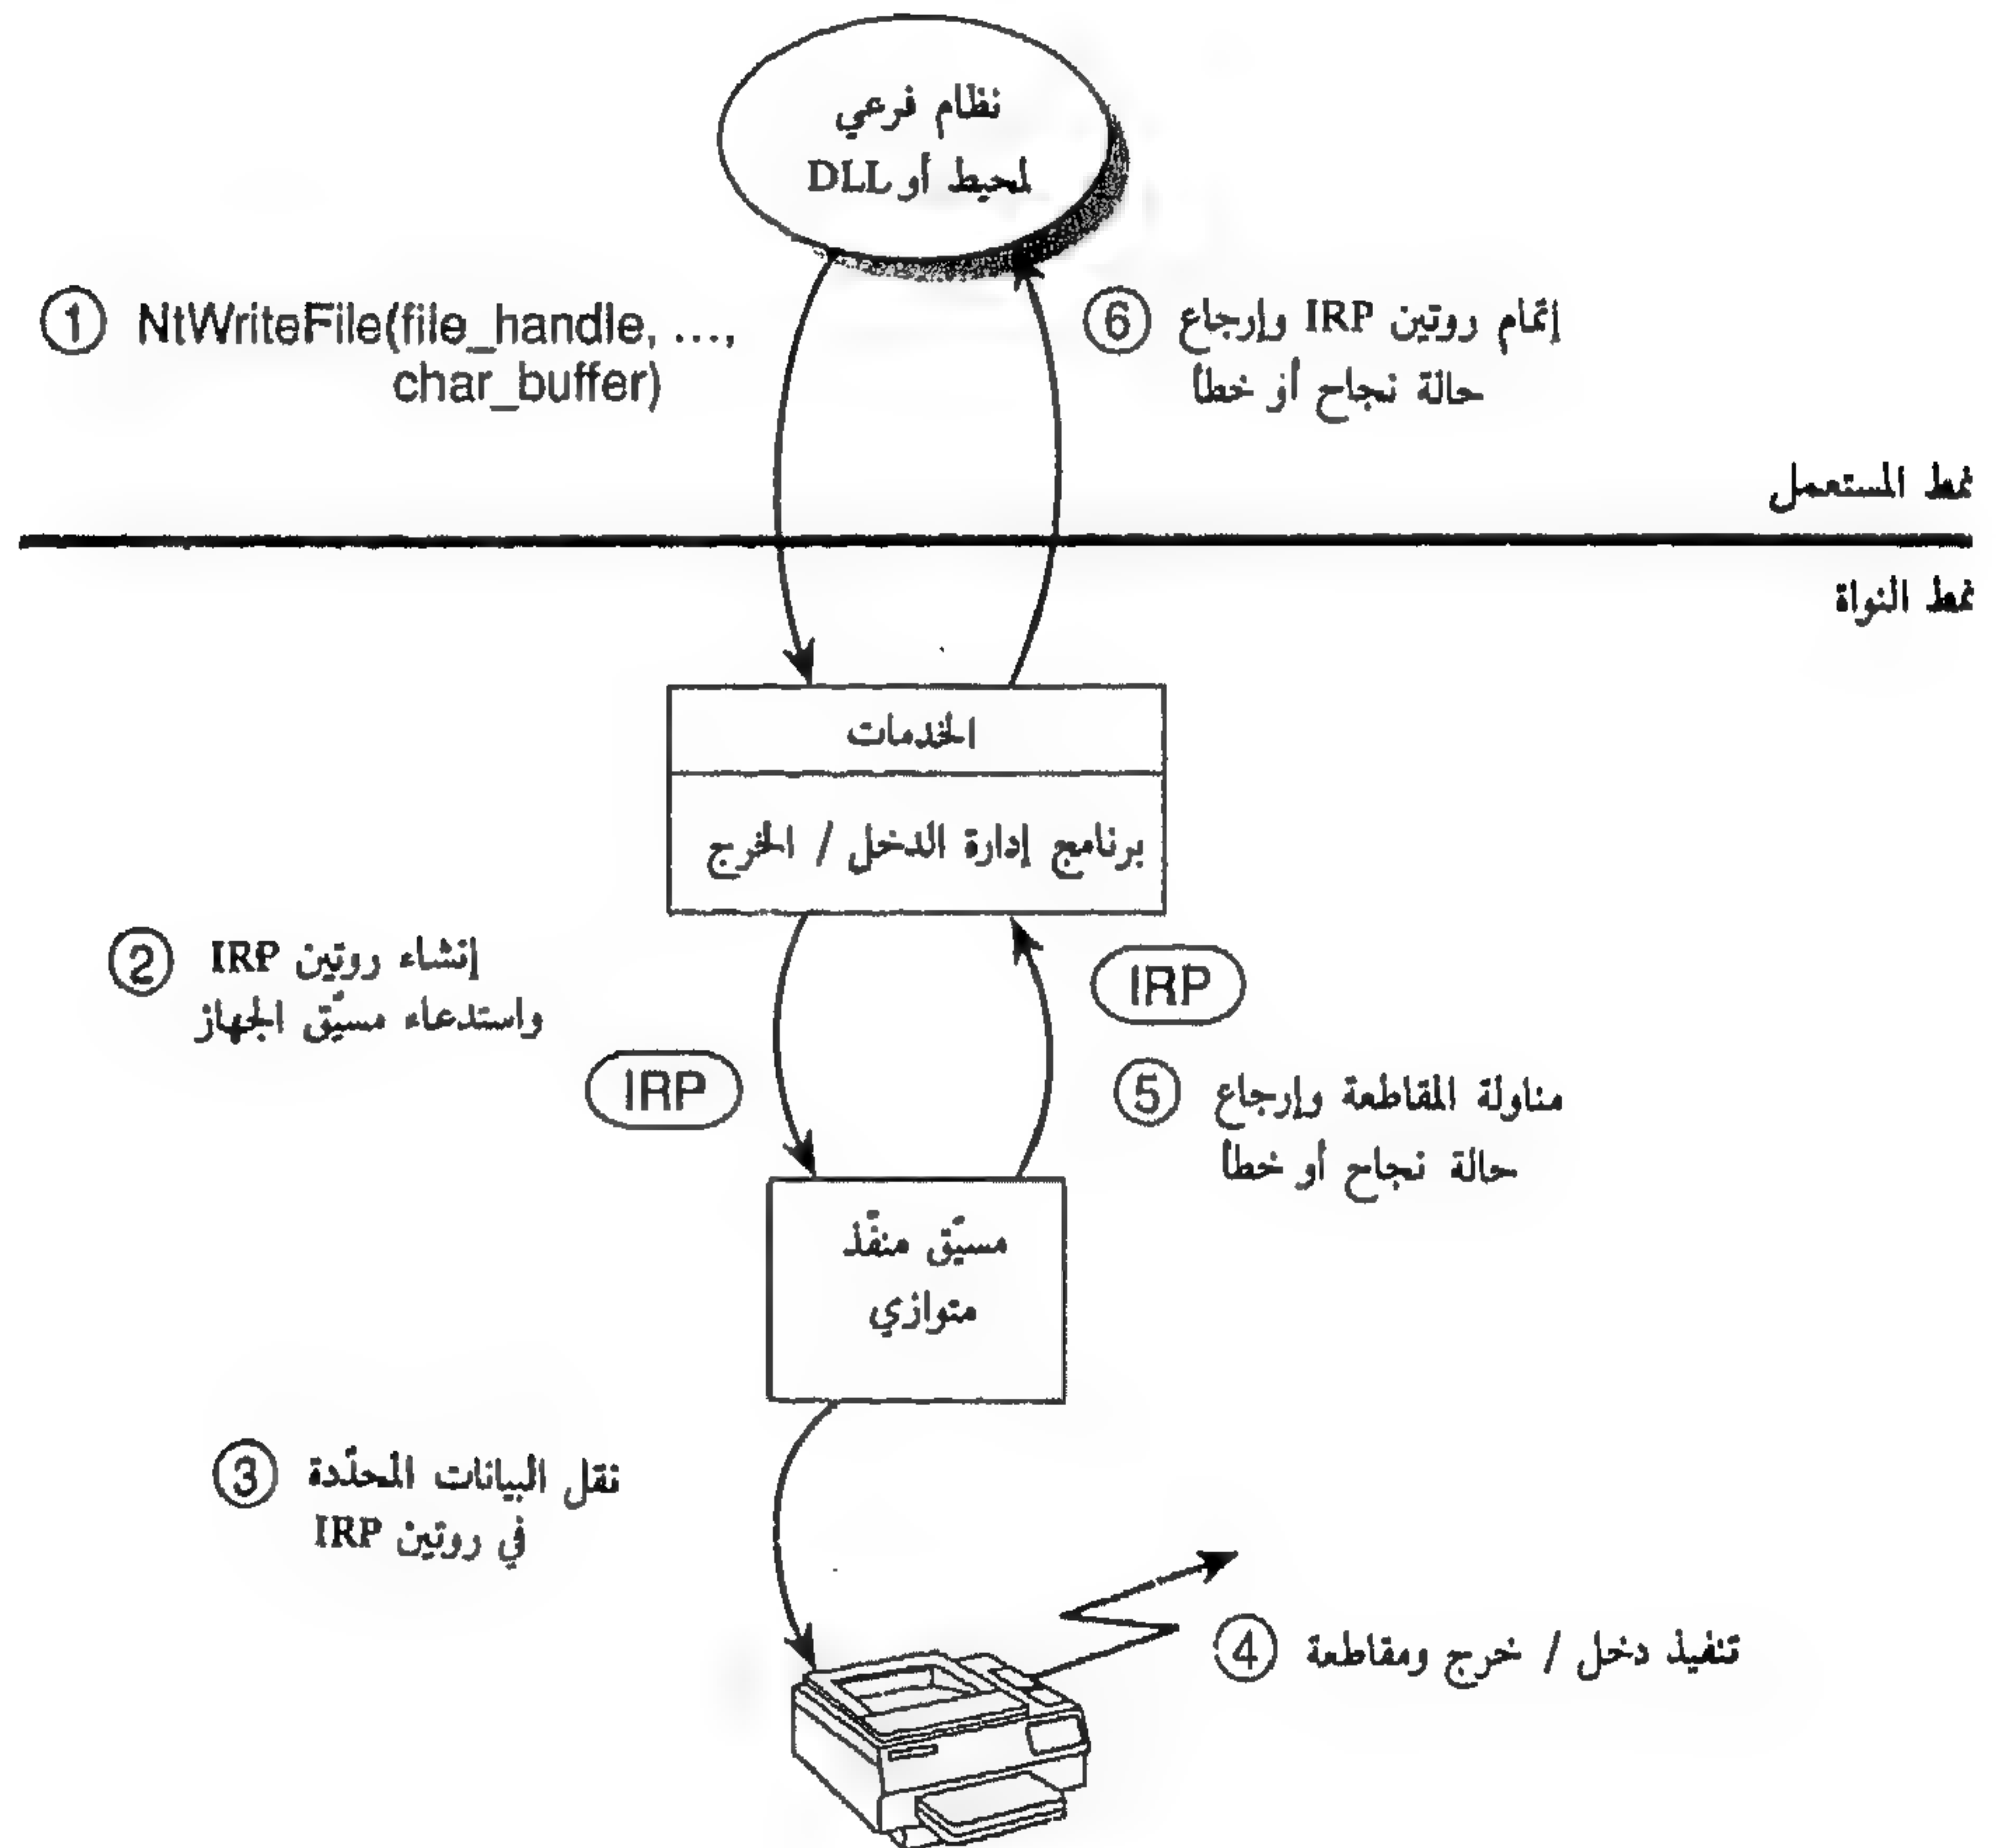 نظام فرعي
لمحيط أو DLL
① NtWriteFile(file_handle, ...,
char_buffer)
⑥ إتمام روتين IRP وإرجاع
حالة نجاح أو خطأ
نمط المستعمل
نمط النواة
الخدمات
برنامج إدارة الدخل / الخرج
② إنشاء روتين IRP
واستدعاء مسيّق الجهاز
IRP
IRP
⑤ مناولة المقاطعة وإرجاع
حالة نجاح أو خطأ
مسيّق منفّذ
متوازي
③ نقل البيانات المحدّدة
في روتين IRP
④ تنفيذ دخل / خرج ومقاطعة